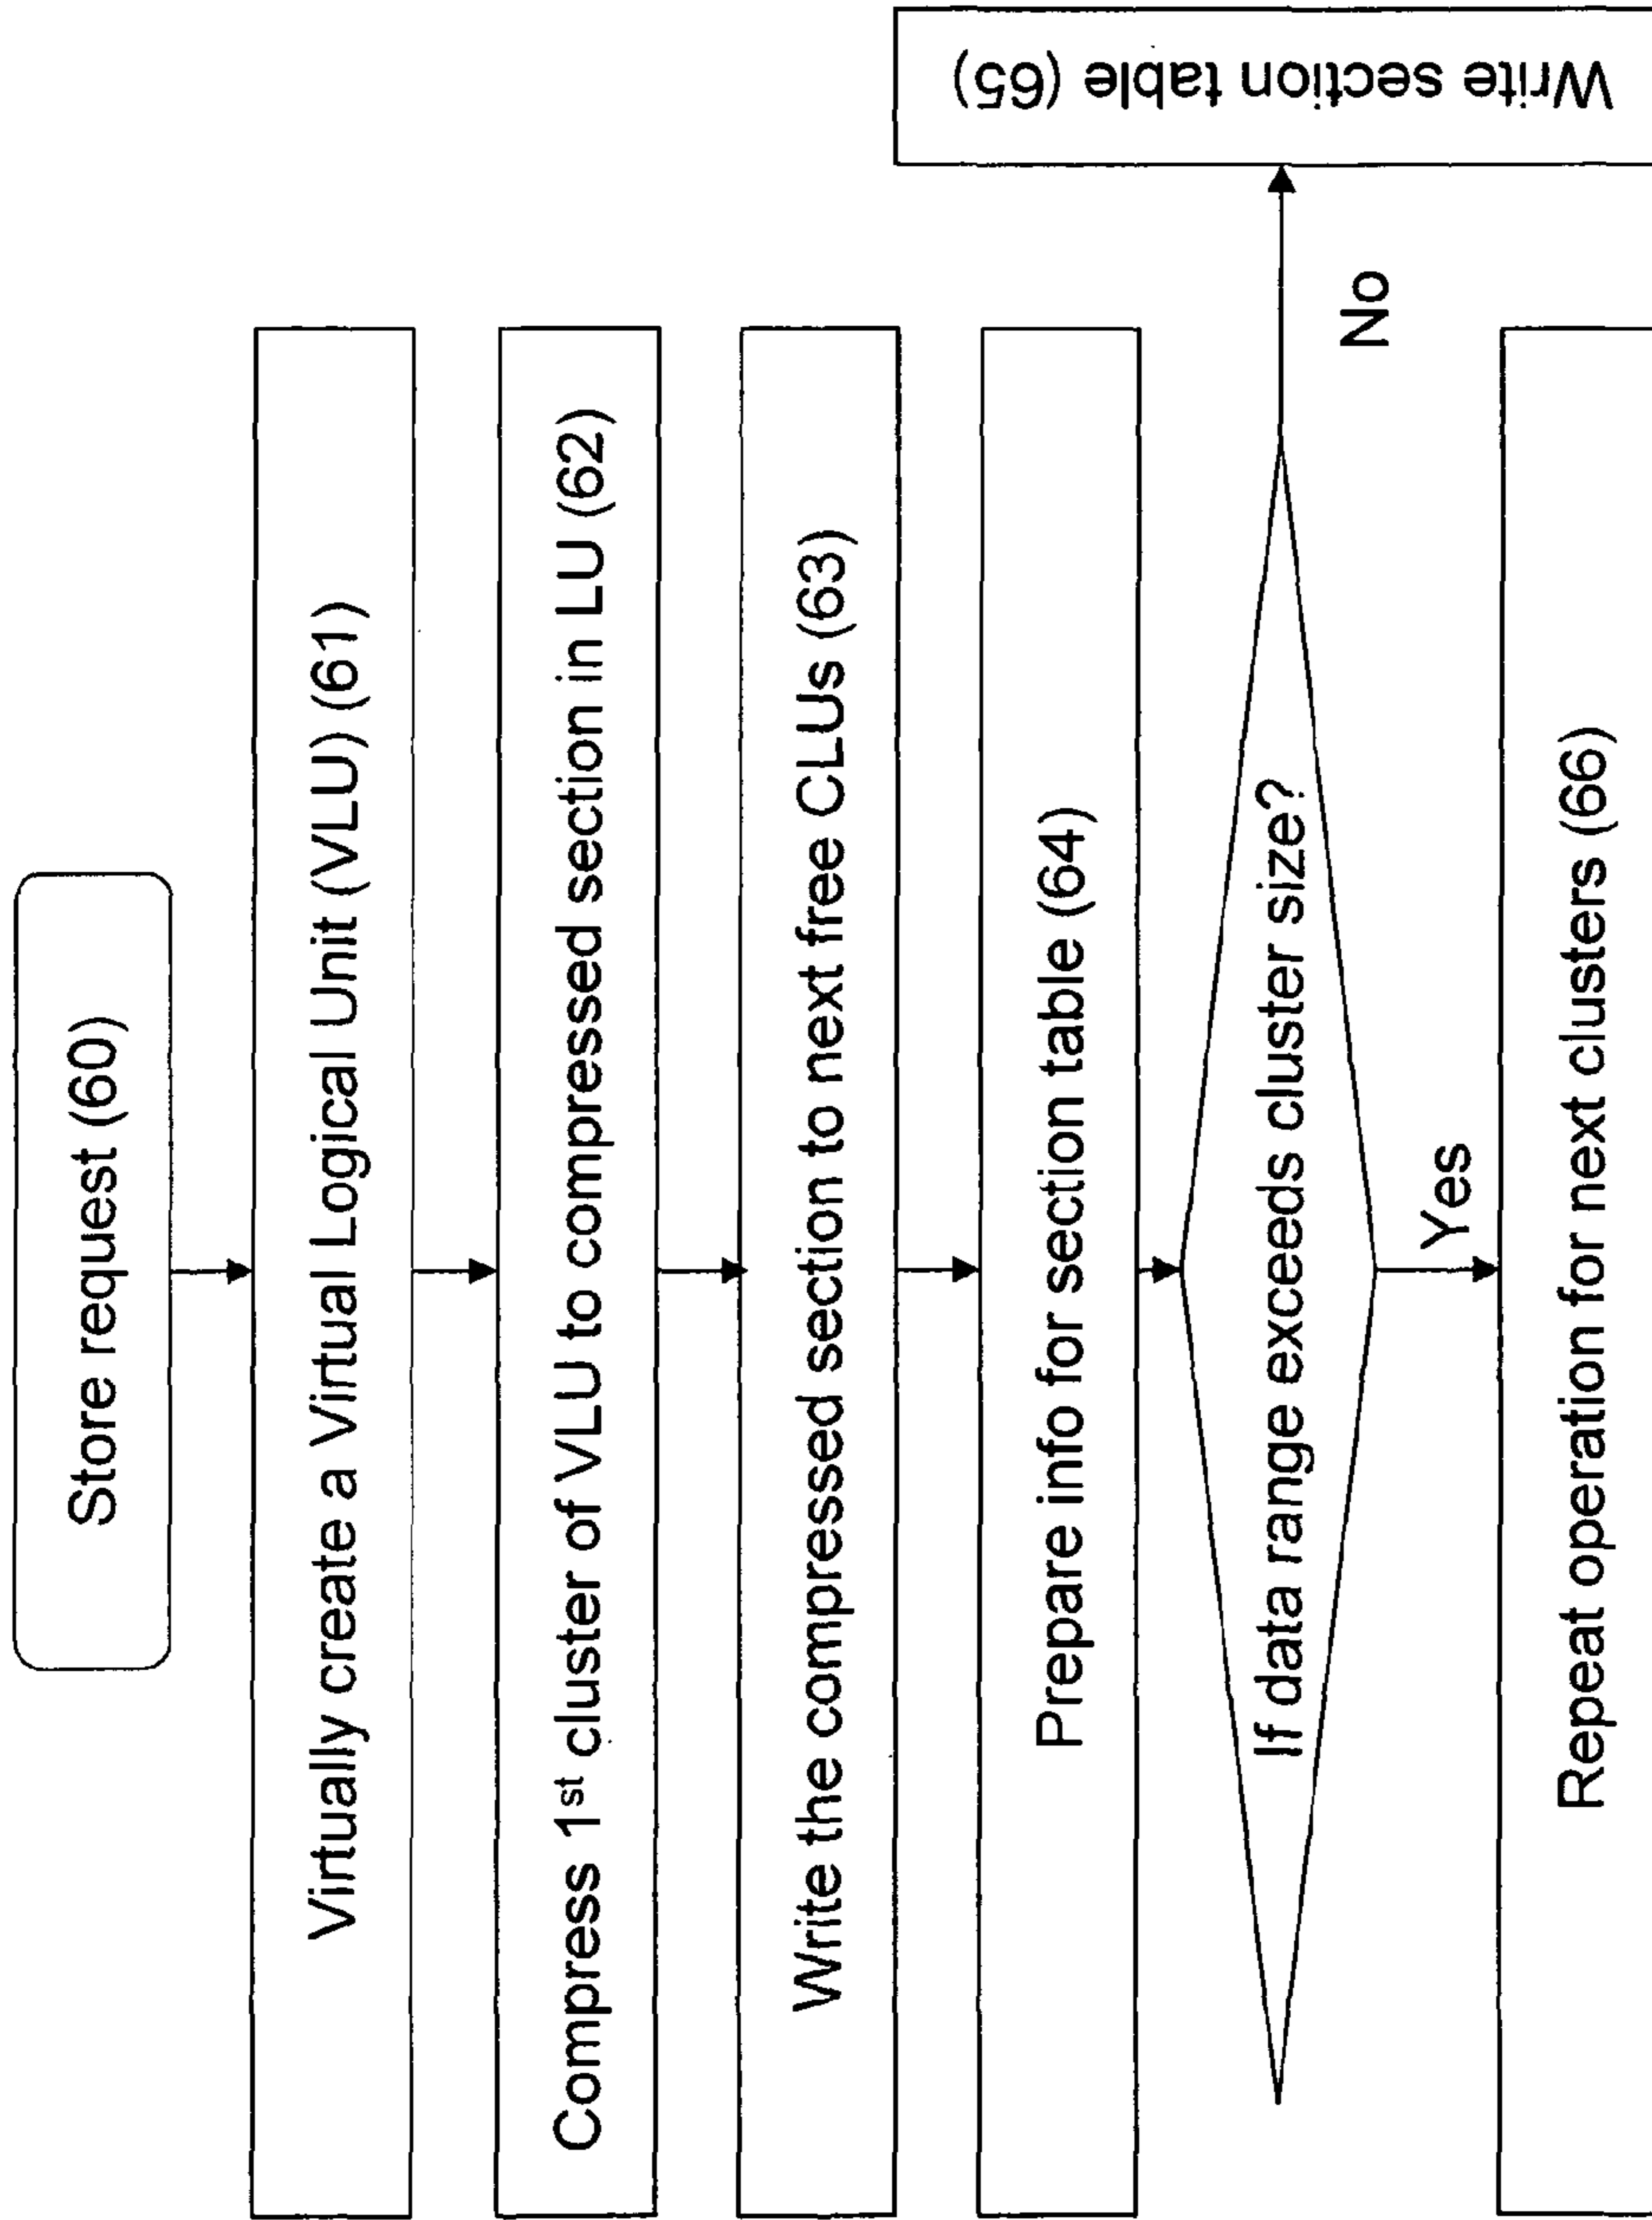 Store request (60)
Virtually create a Virtual Logical Unit (VLU) (61)
Compress 1st cluster of VLU to compressed section in LU (62)
Write the compressed section to next free CLUs (63)
Prepare info for section table (64)
If data range exceeds cluster size?
No
Write section table (65)
Yes
Repeat operation for next clusters (66)